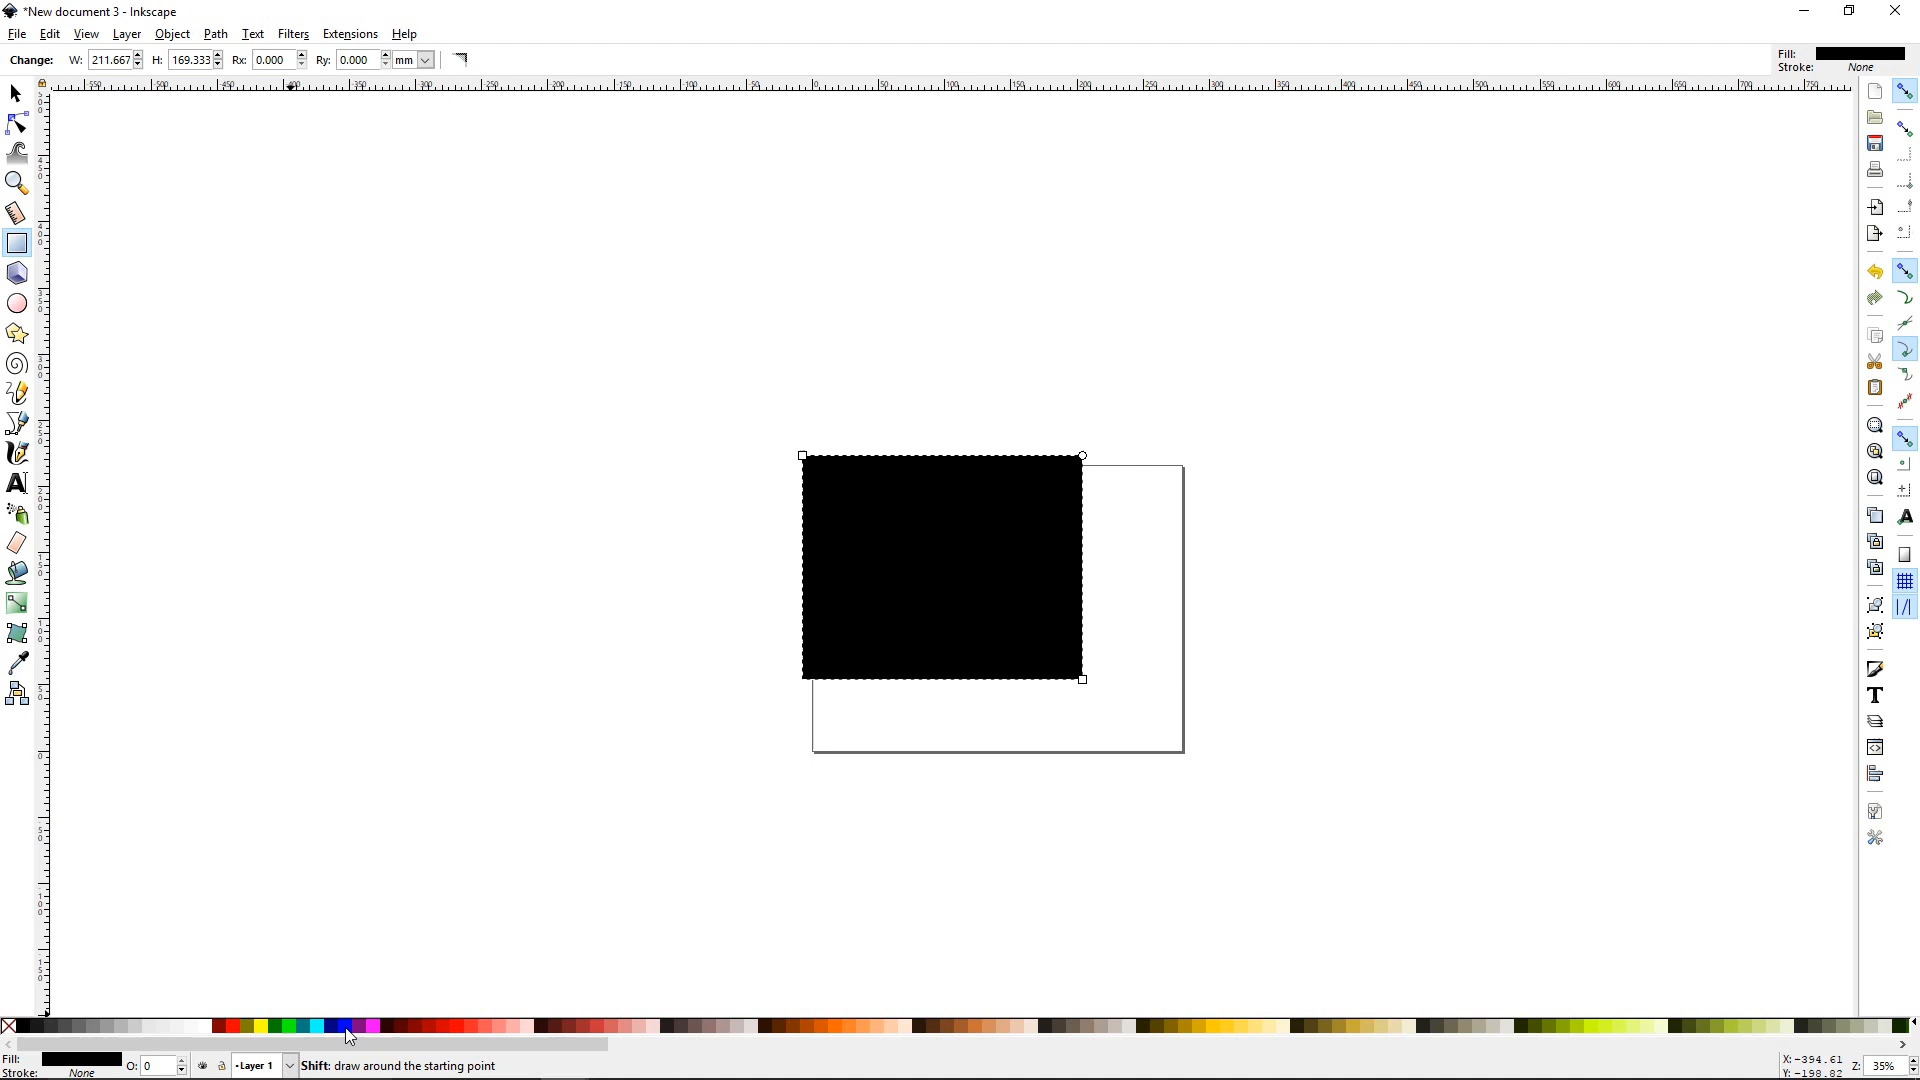 *New document 3 - Inkscape
File Edit View Layer Object Path Text Filters Extensions Help
Change: W: 211.667 H: 169.333 Rx: 0.000 Ry: 0.000 mm
Fill:
Stroke: None
Fill:
Stroke: None
O: 0
-Layer 1
Shift: draw around the starting point
X: -394.61
Y: -198.82
Z: 35%